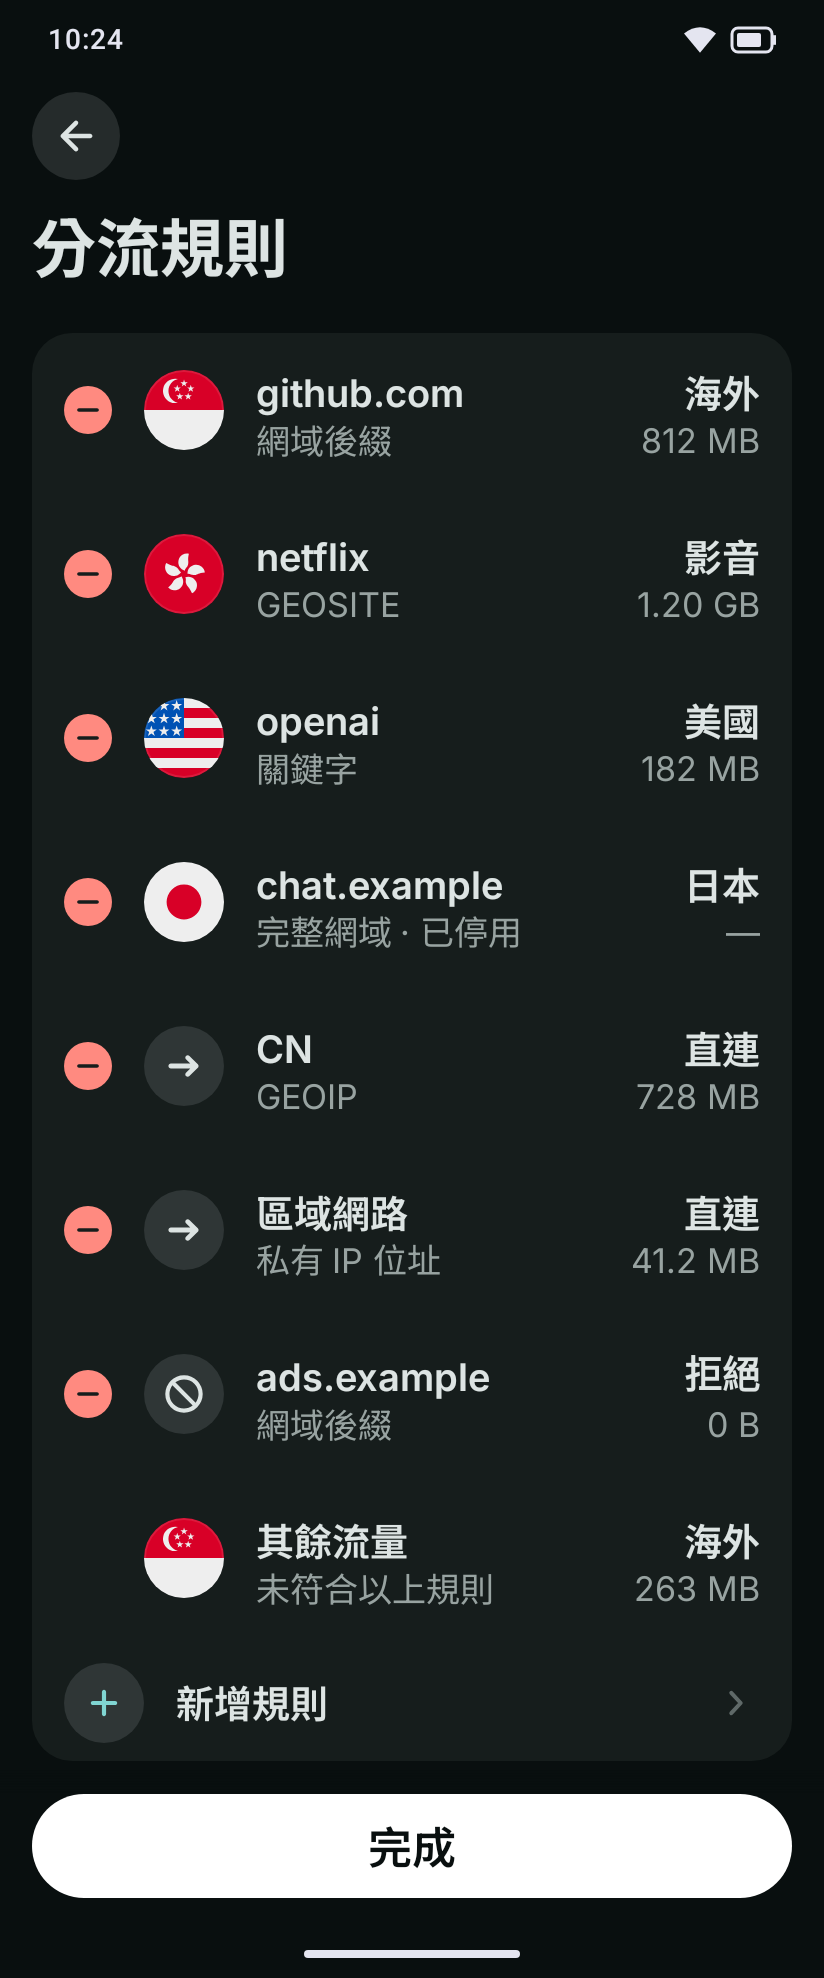 10:24
分流規則
github.com 海外
網域後綴 812 MB
netflix 影音
GEOSITE 1.20 GB
openai 美國
關鍵字 182 MB
chat.example 日本
完整網域 · 已停用 —
CN 直連
GEOIP 728 MB
區域網路 直連
私有 IP 位址 41.2 MB
ads.example 拒絕
網域後綴 0 B
其餘流量 海外
未符合以上規則 263 MB
新增規則
完成